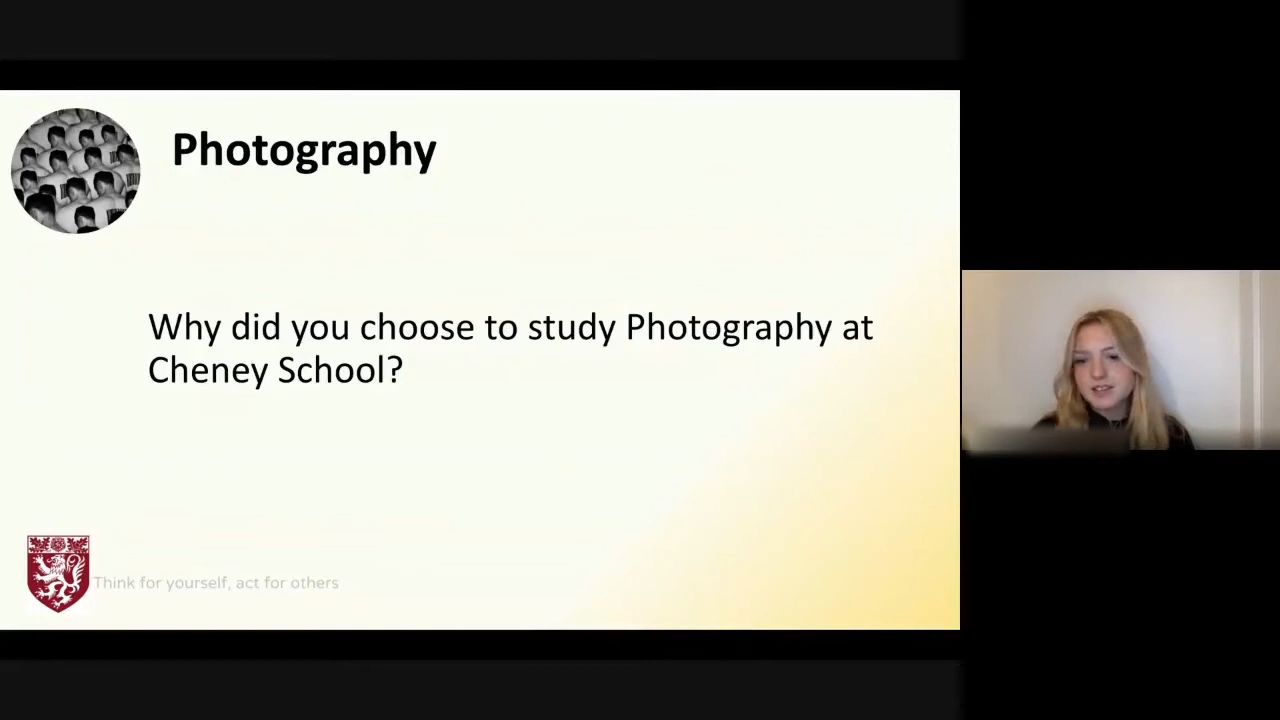 Photography
Why did you choose to study Photography at
Cheney School?
Think for yourself, act for others